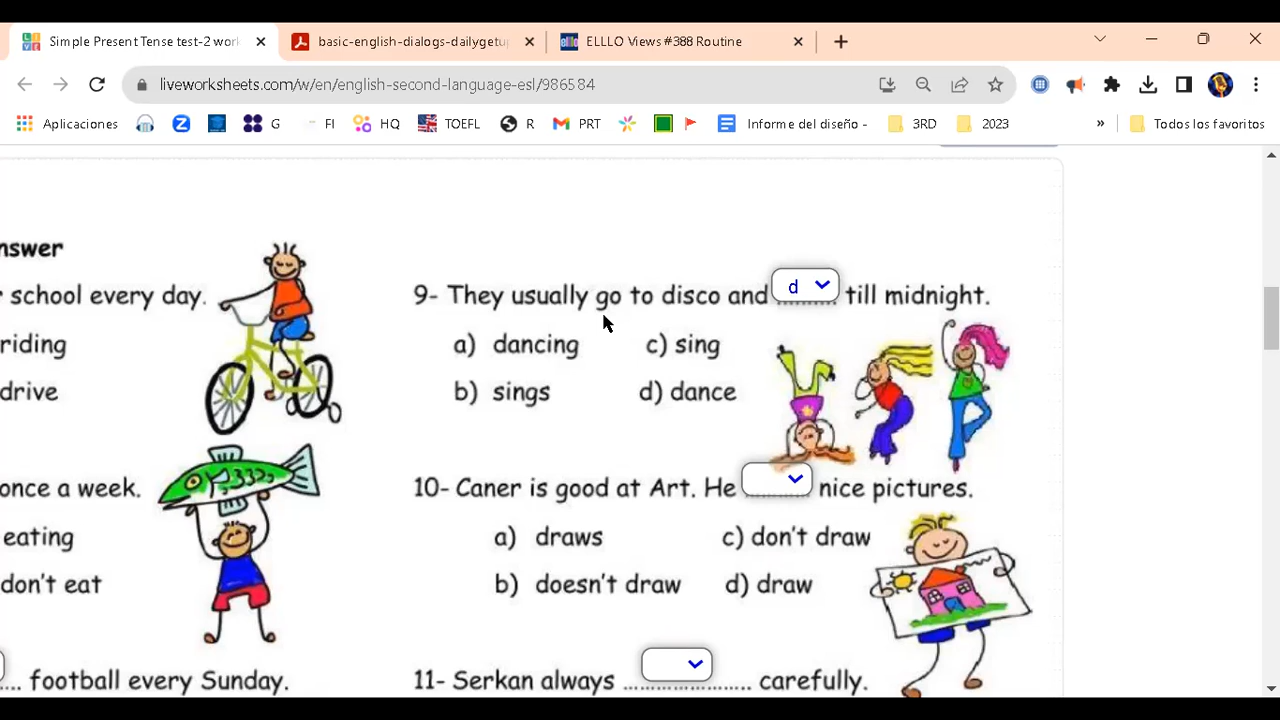 Simple Present Tense test-2 work
basic-english-dialogs-dailygetup
elllo ELLLO Views #388 Routine
liveworksheets.com/w/en/english-second-language-esl/986584
Aplicaciones G FI HQ TOEFL R PRT Informe del diseño - 3RD 2023 » Todos los favoritos
nswer
r school every day.
riding
drive
once a week.
eating
don't eat
.... football every Sunday.
9- They usually go to disco and d till midnight.
a) dancing c) sing
b) sings d) dance
10- Caner is good at Art. He nice pictures.
a) draws c) don't draw
b) doesn't draw d) draw
11- Serkan always ..................... carefully.